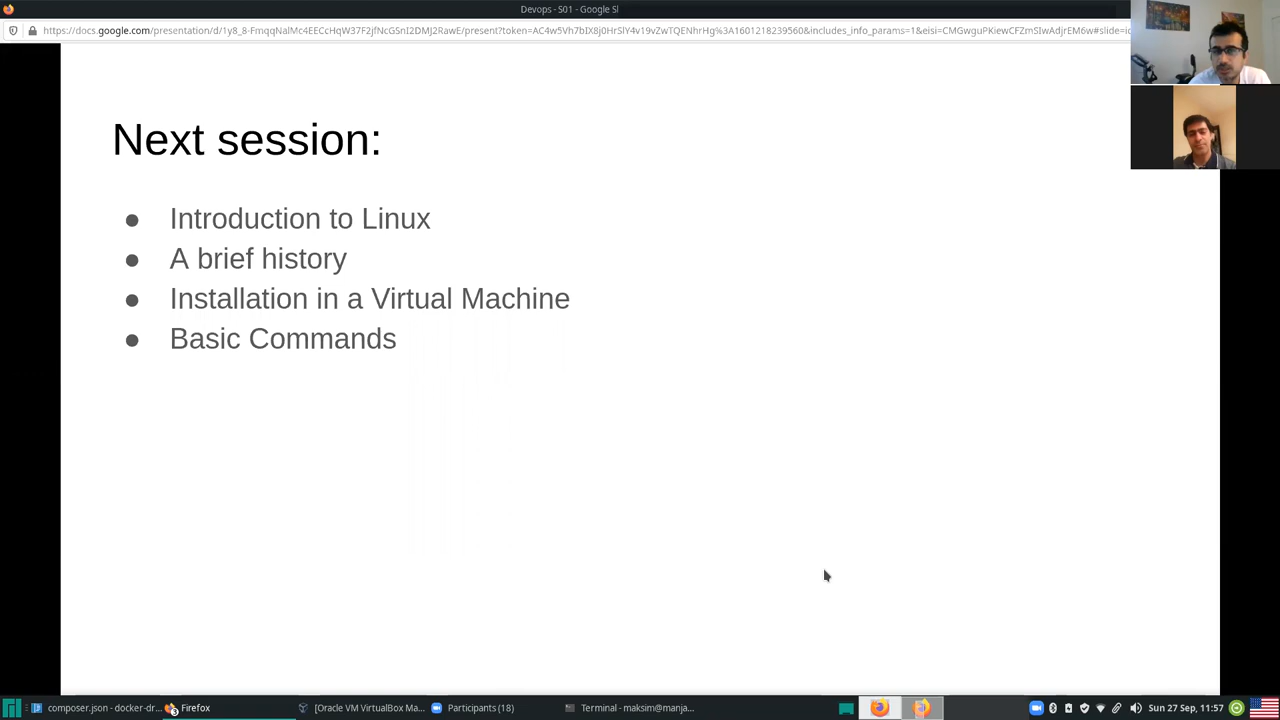 Devops - S01 - Google Sl
Next session:
● Introduction to Linux
● A brief history
● Installation in a Virtual Machine
● Basic Commands
composer.json - docker-dr...
Firefox
[Oracle VM VirtualBox Ma...
Participants (18)
Terminal - maksim@manja...
Sun 27 Sep, 11:57